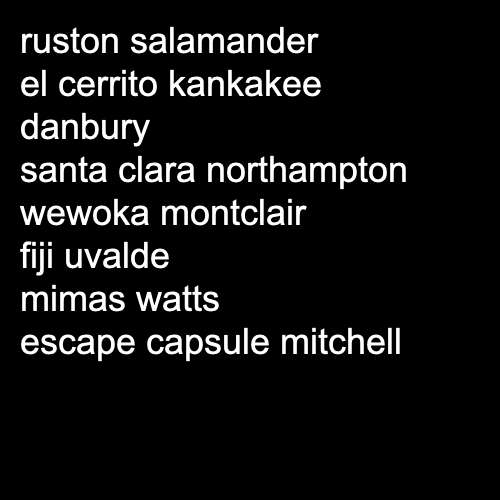 ruston salamander
el cerrito kankakee
danbury
santa clara northampton
wewoka montclair
fiji uvalde
mimas watts
escape capsule mitchell